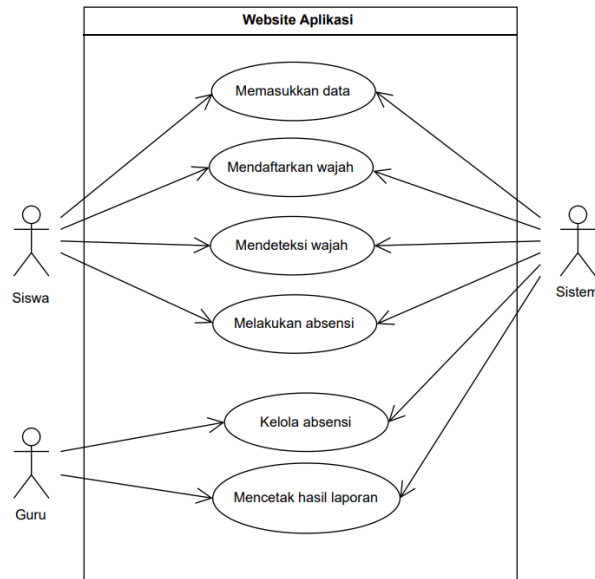 Website Aplikasi
Memasukkan data
Mendaftarkan wajah
Mendeteksi wajah
Siswa
Sistem
Melakukan absensi
Kelola absensi
Guru
Mencetak hasil laporan